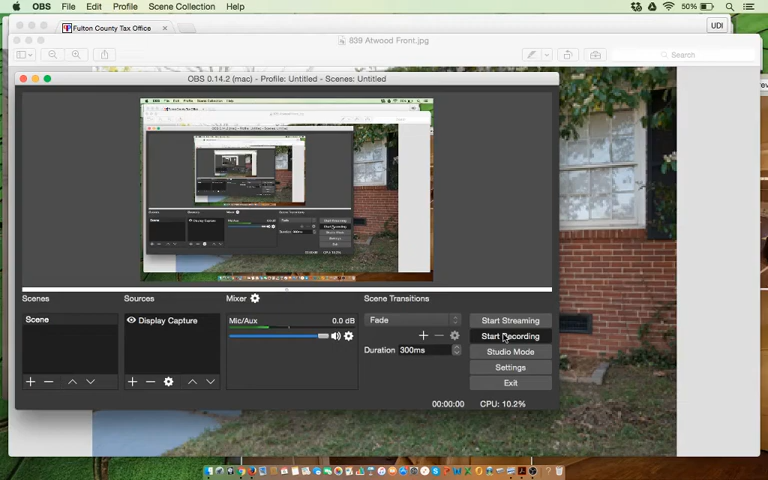 OBS File Edit Profile Scene Collection Help 50%
Fulton County Tax Office UDI
839 Atwood Front.jpg
Search
OBS 0.14.2 (mac) - Profile: Untitled - Scenes: Untitled
Scenes Sources Mixer Scene Transitions
Scene Display Capture Mic/Aux 0.0 dB Fade Start Streaming
Start Recording
Duration 300ms Studio Mode
Settings
Exit
00:00:00 CPU: 10.2%